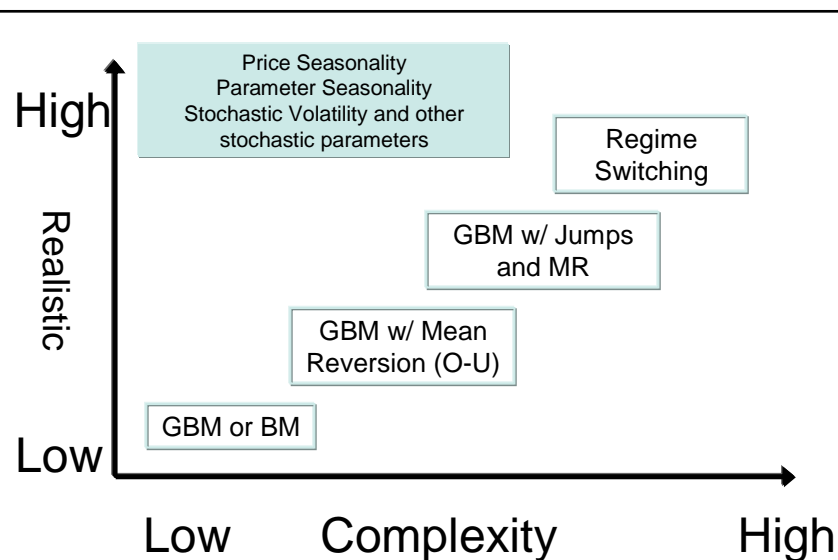 Price Seasonality
Parameter Seasonality
Stochastic Volatility and other
stochastic parameters
High
Regime
Switching
Realistic
GBM w/ Jumps
and MR
GBM w/ Mean
Reversion (O-U)
GBM or BM
Low
Low Complexity High